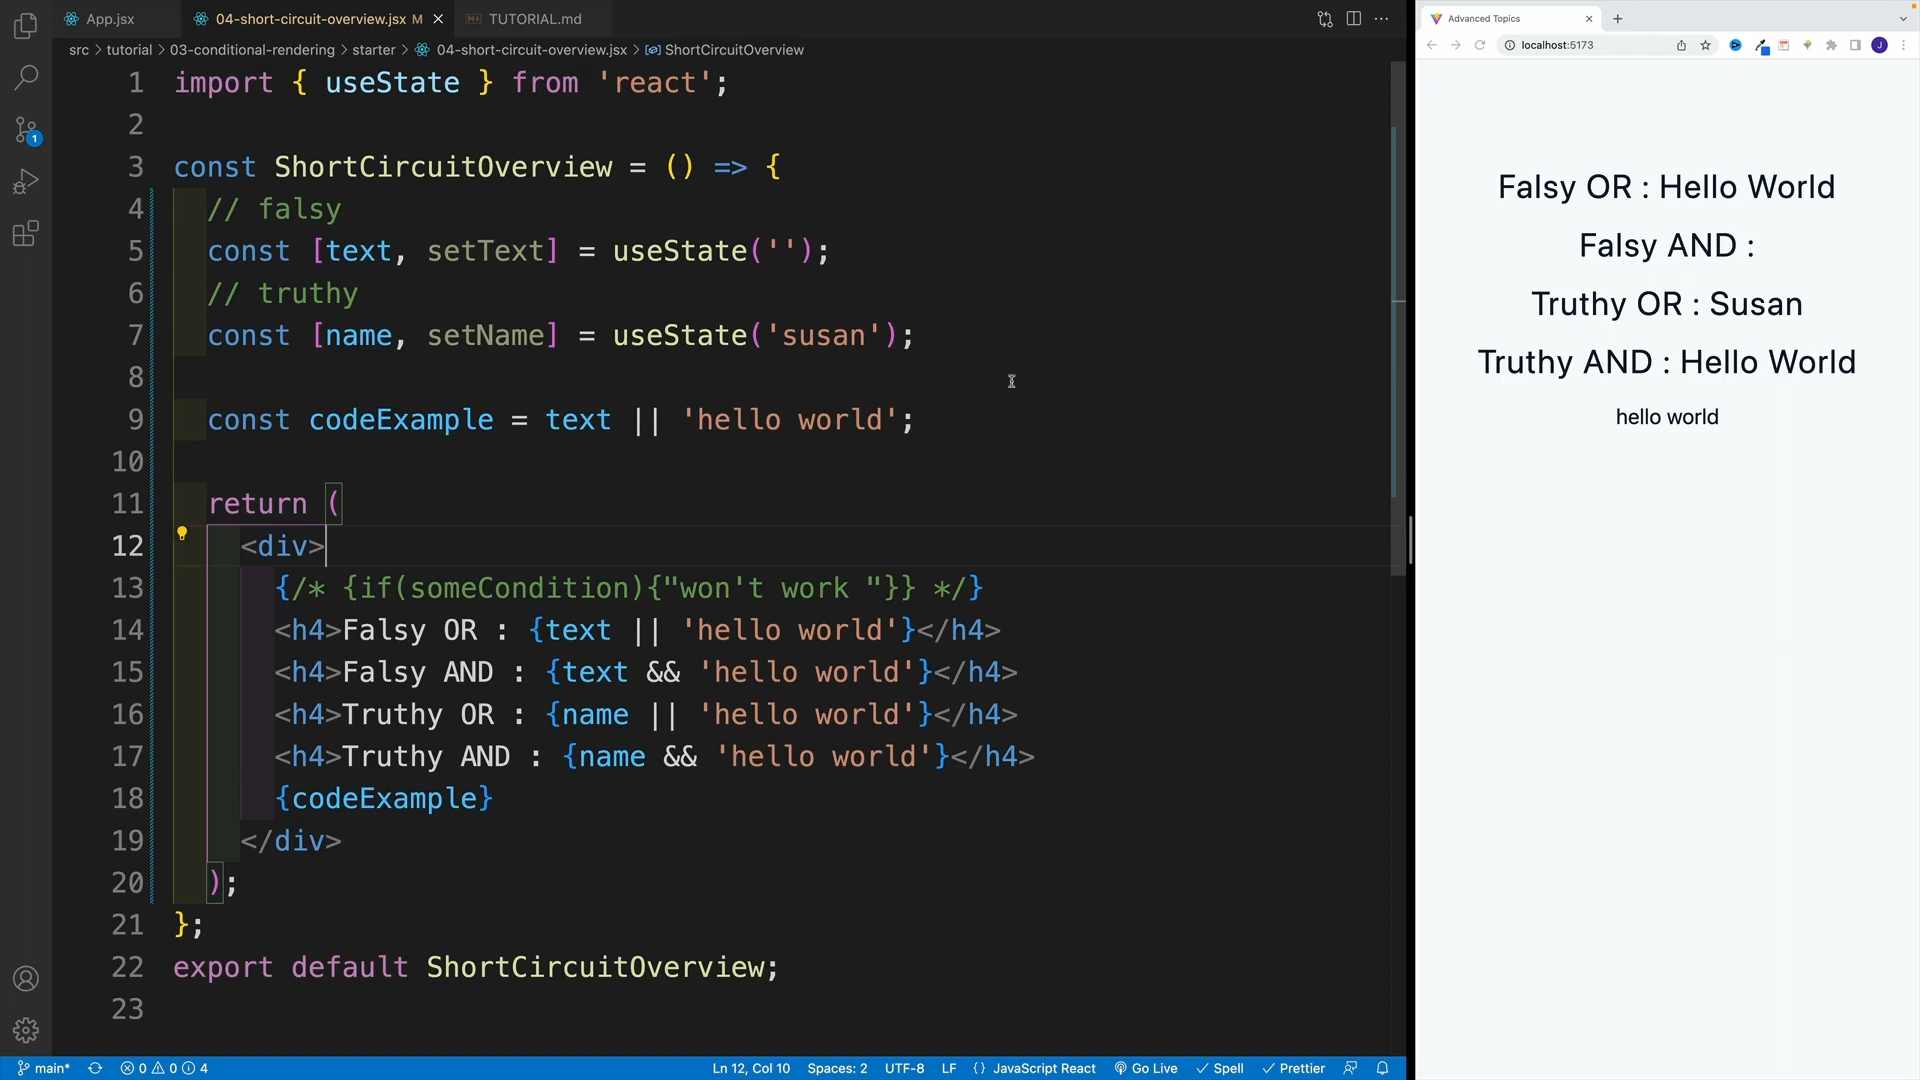 App.jsx
04-short-circuit-overview.jsx M
TUTORIAL.md
src > tutorial > 03-conditional-rendering > starter > 04-short-circuit-overview.jsx > ShortCircuitOverview
1 import { useState } from 'react';
2
3 const ShortCircuitOverview = () => {
4 // falsy
5 const [text, setText] = useState('');
6 // truthy
7 const [name, setName] = useState('susan');
8
9 const codeExample = text || 'hello world';
10
11 return (
12 <div>
13 {/* {if(someCondition){"won't work "}} */}
14 <h4>Falsy OR : {text || 'hello world'}</h4>
15 <h4>Falsy AND : {text && 'hello world'}</h4>
16 <h4>Truthy OR : {name || 'hello world'}</h4>
17 <h4>Truthy AND : {name && 'hello world'}</h4>
18 {codeExample}
19 </div>
20 );
21 };
22 export default ShortCircuitOverview;
23
1
main* 0 0 4
Ln 12, Col 10 Spaces: 2 UTF-8 LF {} JavaScript React Go Live Spell Prettier
Advanced Topics
localhost:5173
J
Falsy OR : Hello World
Falsy AND :
Truthy OR : Susan
Truthy AND : Hello World
hello world